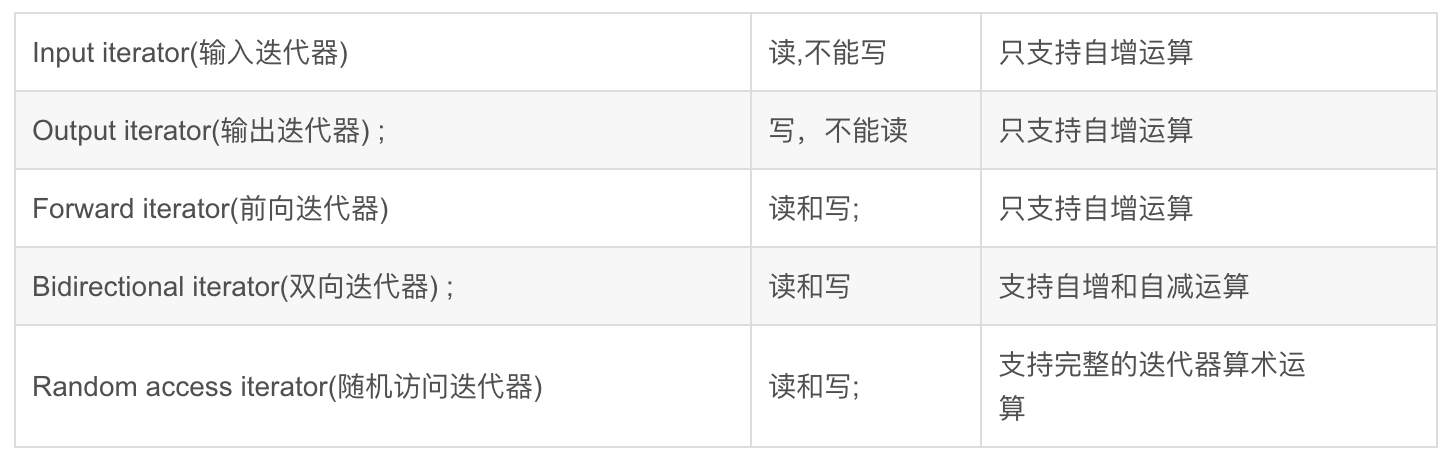 Input iterator(输入迭代器)
读,不能写
只支持自增运算
Output iterator(输出迭代器) ;
写，不能读
只支持自增运算
Forward iterator(前向迭代器)
读和写;
只支持自增运算
Bidirectional iterator(双向迭代器) ;
读和写
支持自增和自减运算
Random access iterator(随机访问迭代器)
读和写;
支持完整的迭代器算术运
算